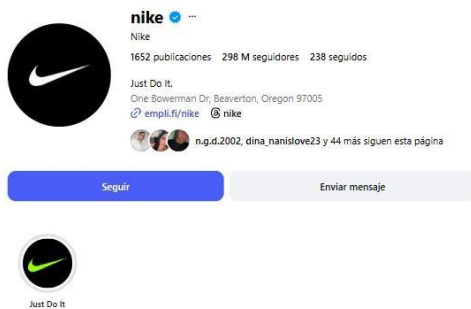 nike
Nike
1652 publicaciones 298 M seguidores 238 seguidos
Just Do It.
One Bowerman Dr, Beaverton, Oregon 97005
empli.fi/nike nike
n.g.d.2002, dina_nanislove23 y 44 más siguen esta página
Seguir Enviar mensaje
Just Do It